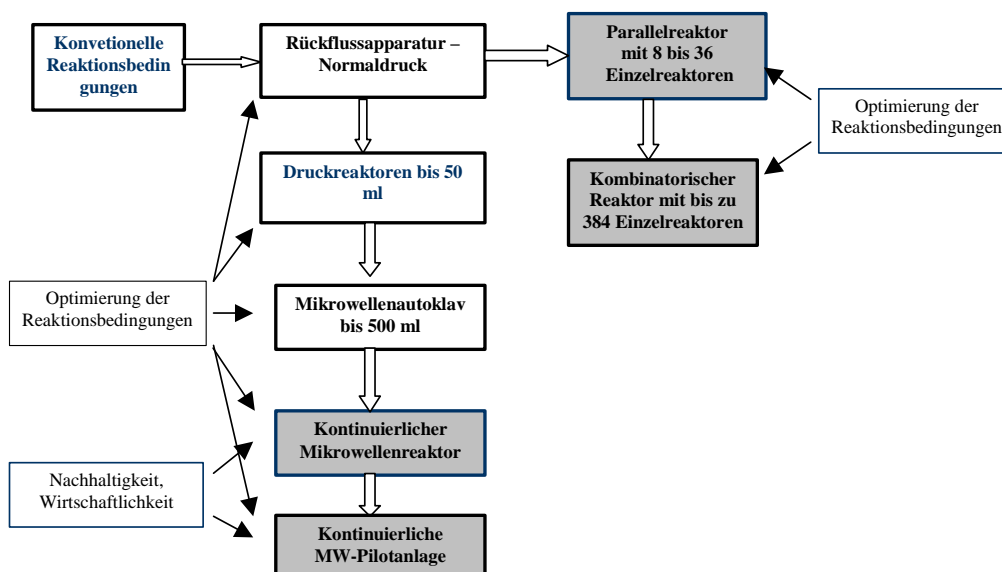 Konvetionelle
Reaktionsbedin
gungen
Rückflussapparatur –
Normaldruck
Parallelreaktor
mit 8 bis 36
Einzelreaktoren
Optimierung der
Reaktionsbedingungen
Druckreaktoren bis 50
ml
Kombinatorischer
Reaktor mit bis zu
384 Einzelreaktoren
Optimierung der
Reaktionsbedingungen
Mikrowellenautoklav
bis 500 ml
Kontinuierlicher
Mikrowellenreaktor
Nachhaltigkeit,
Wirtschaftlichkeit
Kontinuierliche
MW-Pilotanlage